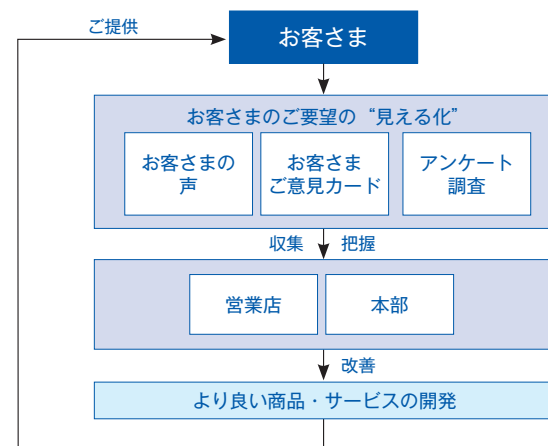 ご提供
お客さま
お客さまのご要望の“見える化”
お客さまの
声
お客さま
ご意見カード
アンケート
調査
収集
把握
営業店
本部
改善
より良い商品・サービスの開発